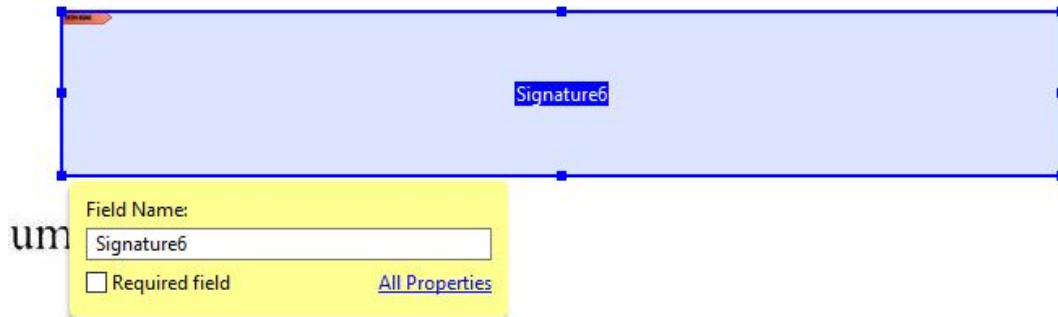 Signature6
Field Name:
um
Signature6
Required field All Properties